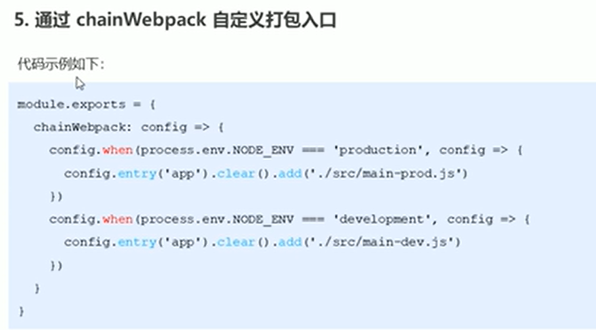 5. 通过 chainWebpack 自定义打包入口
代码示例如下：
module.exports = {
  chainWebpack: config => {
    config.when(process.env.NODE_ENV === 'production', config => {
      config.entry('app').clear().add('./src/main-prod.js')
    })
    config.when(process.env.NODE_ENV === 'development', config => {
      config.entry('app').clear().add('./src/main-dev.js')
    })
  }
}